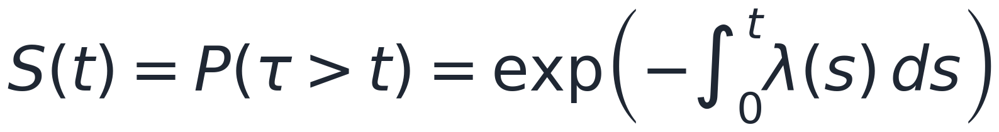 S(t) = P(τ > t) = exp(−∫₀ᵗ λ(s) ds)